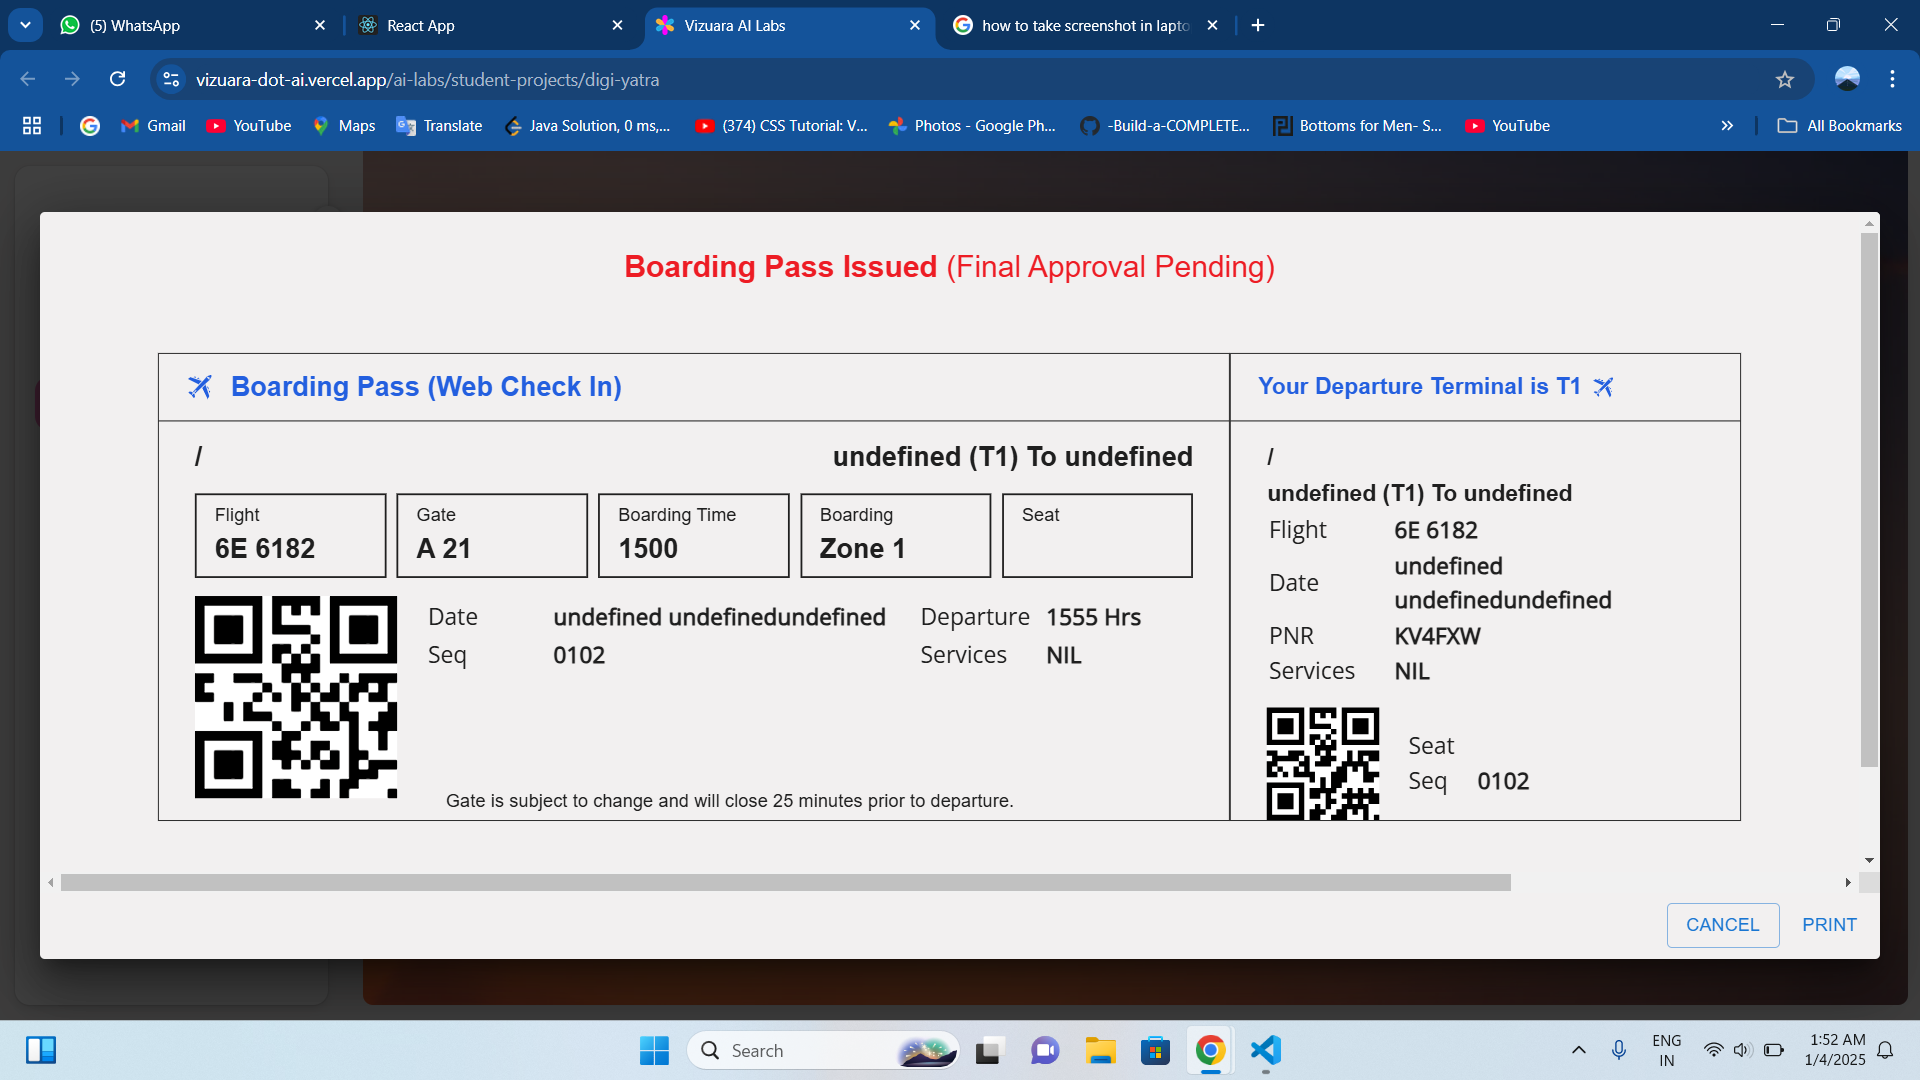 (5) WhatsApp
React App
Vizuara AI Labs
how to take screenshot in lapto
vizuara-dot-ai.vercel.app/ai-labs/student-projects/digi-yatra
Gmail
YouTube
Maps
Translate
Java Solution, 0 ms,...
(374) CSS Tutorial: V...
Photos - Google Ph...
-Build-a-COMPLETE...
Bottoms for Men- S...
YouTube
All Bookmarks
Boarding Pass Issued (Final Approval Pending)
Boarding Pass (Web Check In)
/
undefined (T1) To undefined
Flight
6E 6182
Gate
A 21
Boarding Time
1500
Boarding
Zone 1
Seat
Date undefined undefinedundefined Departure 1555 Hrs
Seq 0102 Services NIL
Gate is subject to change and will close 25 minutes prior to departure.
Your Departure Terminal is T1
/
undefined (T1) To undefined
Flight 6E 6182
Date undefined
undefinedundefined
PNR KV4FXW
Services NIL
Seat
Seq 0102
CANCEL
PRINT
Search
ENG
IN
1:52 AM
1/4/2025